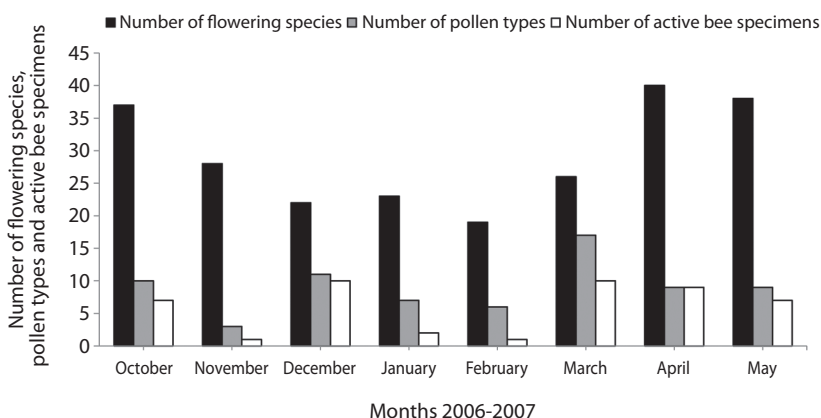 Number of flowering species Number of pollen types Number of active bee specimens
Number of flowering species,
pollen types and active bee specimens
45
40
35
30
25
20
15
10
5
0
October November December January February March April May
Months 2006-2007